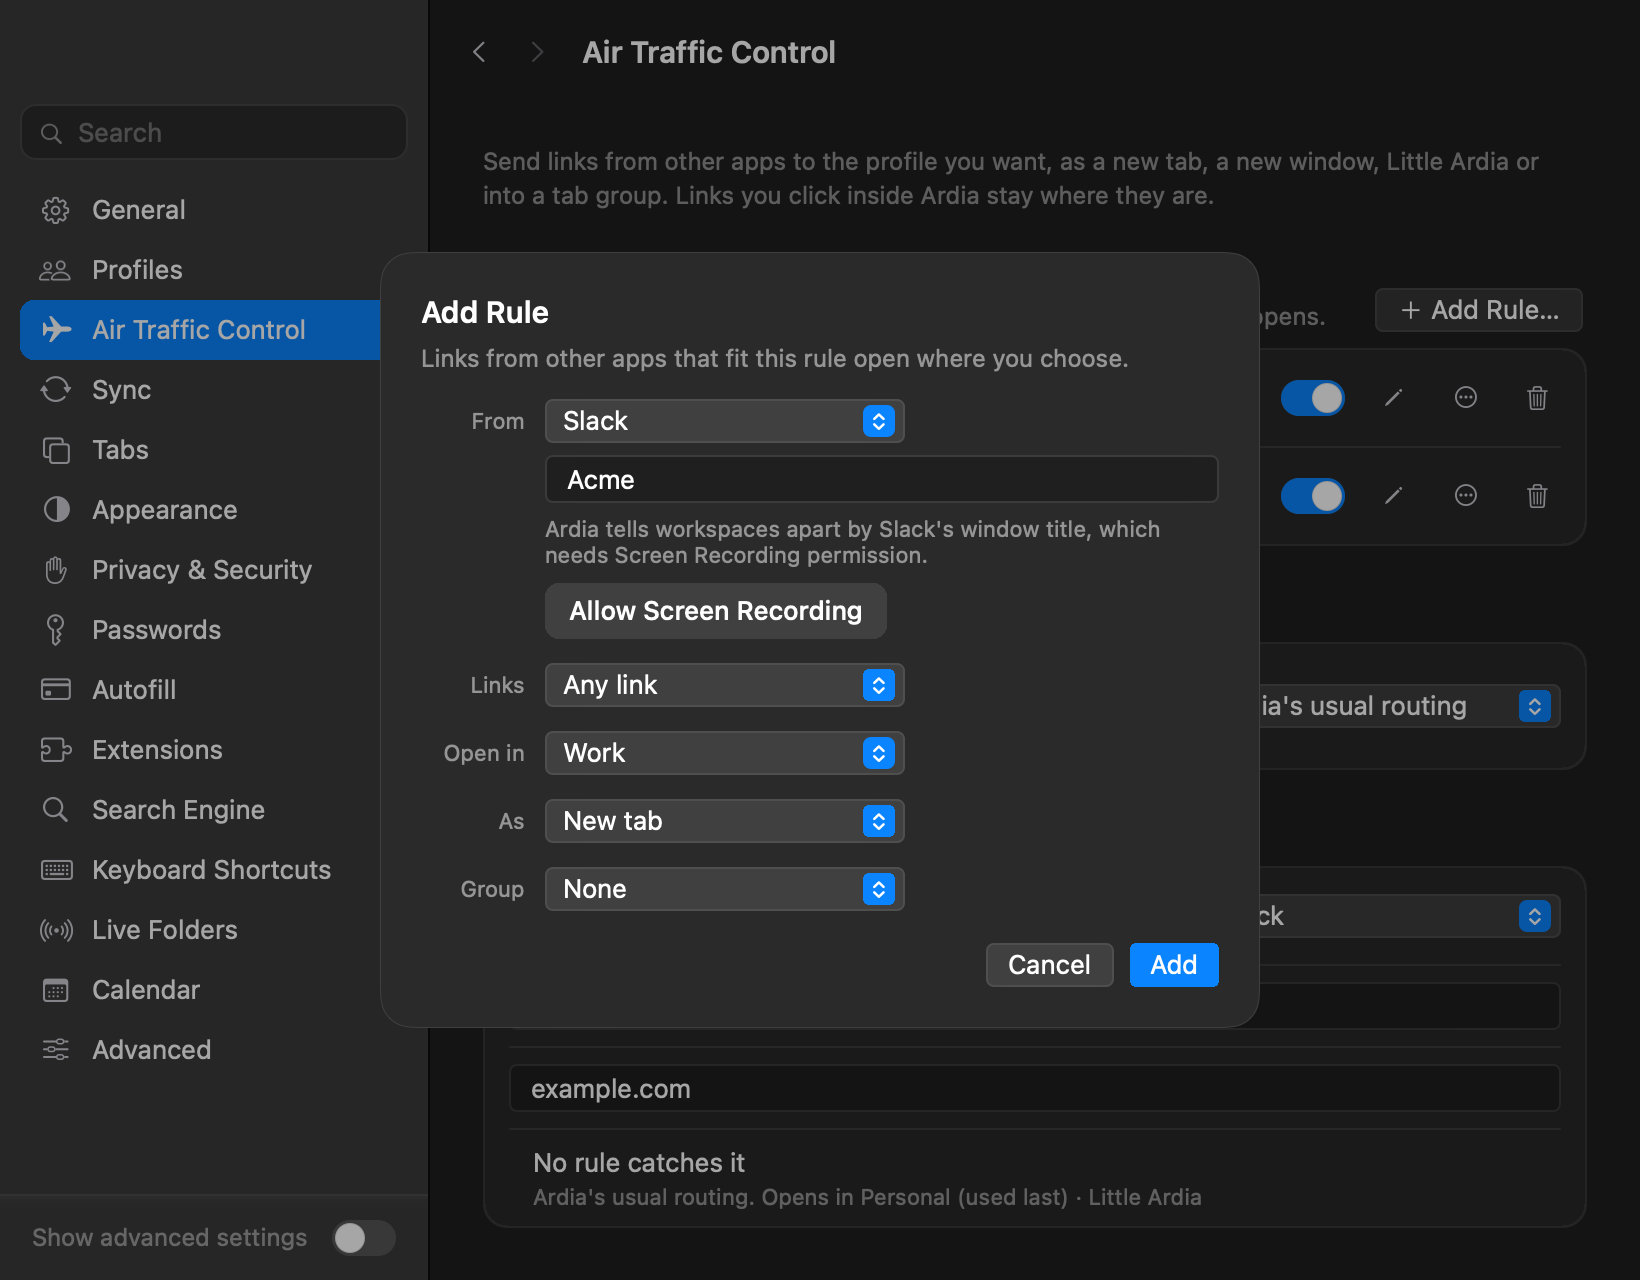 Air Traffic Control
Search
General
Profiles
Air Traffic Control
Sync
Tabs
Appearance
Privacy & Security
Passwords
Autofill
Extensions
Search Engine
Keyboard Shortcuts
Live Folders
Calendar
Advanced
Show advanced settings
Send links from other apps to the profile you want, as a new tab, a new window, Little Ardia or
into a tab group. Links you click inside Ardia stay where they are.
opens.
+ Add Rule...
Add Rule
Links from other apps that fit this rule open where you choose.
From
Slack
Acme
Ardia tells workspaces apart by Slack's window title, which
needs Screen Recording permission.
Allow Screen Recording
Links
Any link
Open in
Work
As
New tab
Group
None
Cancel
Add
ia's usual routing
ck
example.com
No rule catches it
Ardia's usual routing. Opens in Personal (used last) · Little Ardia